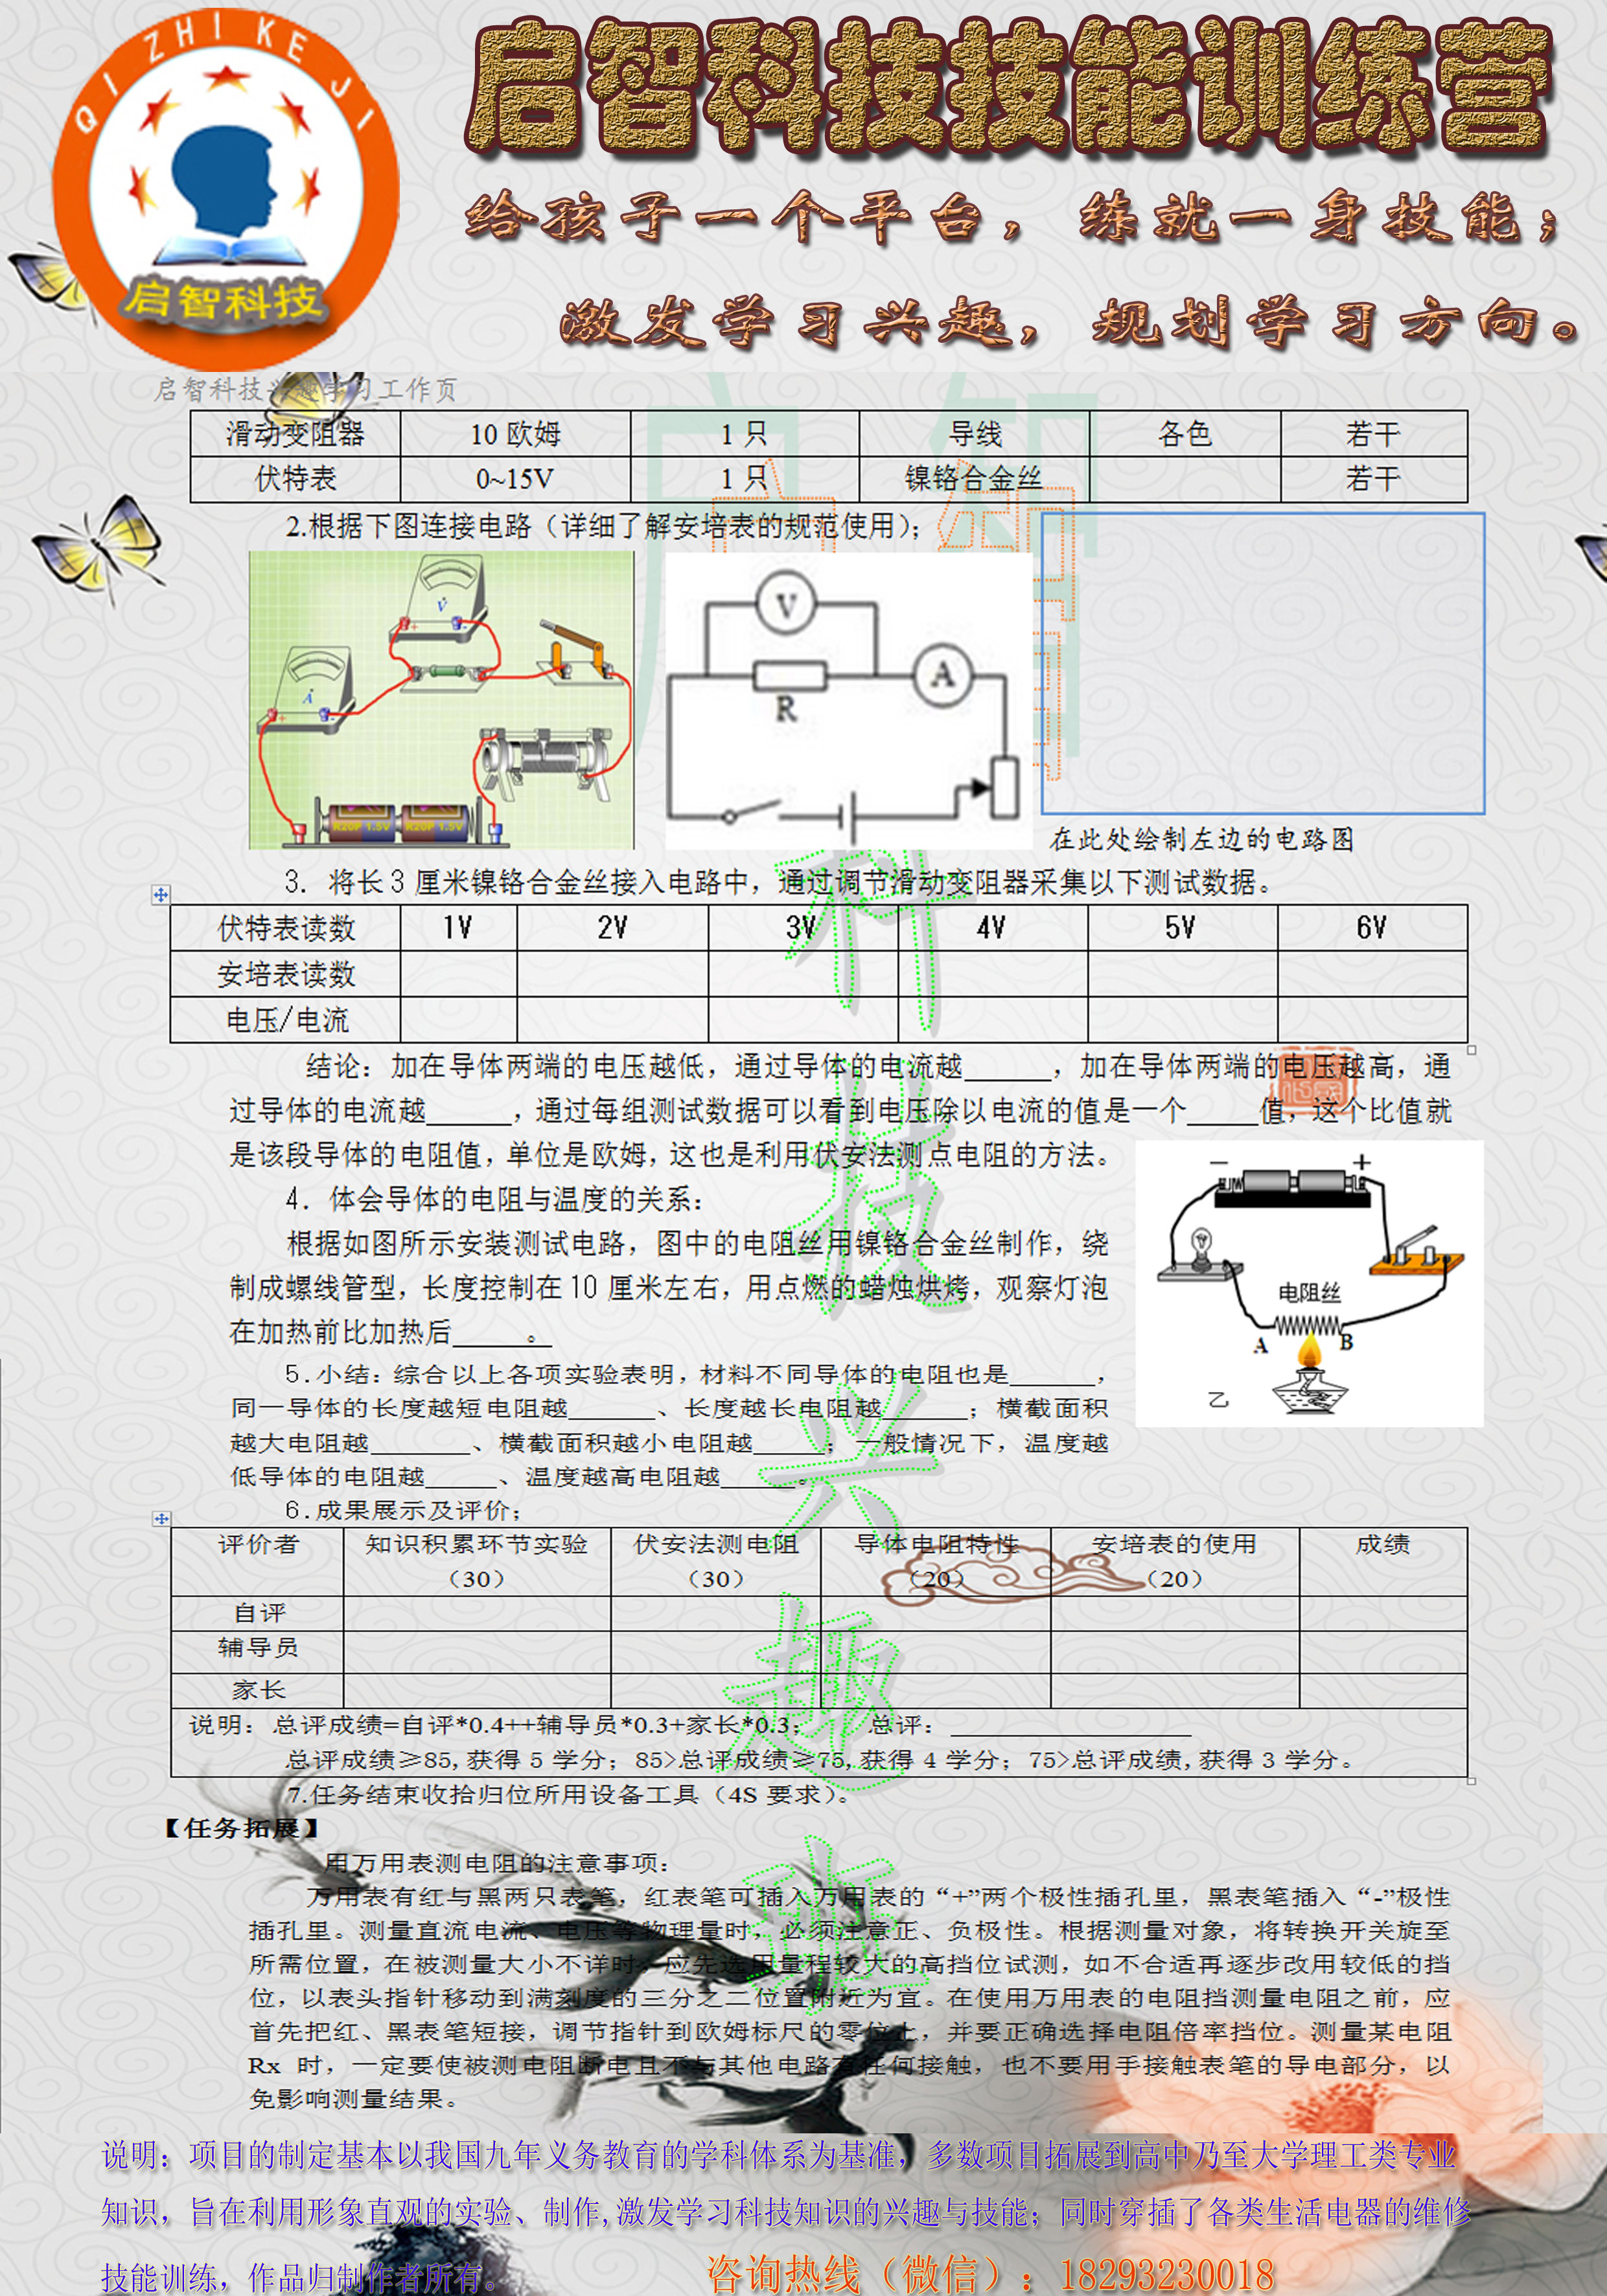 QI ZHI KE JI
启智科技
启智科技技能训练营
给孩子一个平台，练就一身技能；
激发学习兴趣，规划学习方向。
启智科技兴趣学习工作页
滑动变阻器 10 欧姆 1 只 导线 各色 若干
伏特表 0~15V 1 只 镍铬合金丝 若干
2.根据下图连接电路（详细了解安培表的规范使用）；
V
+ -
A
+ -
R20P 1.5V R20P 1.5V
V
A
R
在此处绘制左边的电路图
3. 将长 3 厘米镍铬合金丝接入电路中，通过调节滑动变阻器采集以下测试数据。
伏特表读数 1V 2V 3V 4V 5V 6V
安培表读数
电压/电流
结论：加在导体两端的电压越低，通过导体的电流越______，加在导体两端的电压越高，通
过导体的电流越______，通过每组测试数据可以看到电压除以电流的值是一个_____值，这个比值就
是该段导体的电阻值，单位是欧姆，这也是利用伏安法测点电阻的方法。
4. 体会导体的电阻与温度的关系：
根据如图所示安装测试电路，图中的电阻丝用镍铬合金丝制作，绕
制成螺线管型，长度控制在 10 厘米左右，用点燃的蜡烛烘烤，观察灯泡
在加热前比加热后_____。
− +
电阻丝
A B
乙
5.小结：综合以上各项实验表明，材料不同导体的电阻也是______，
同一导体的长度越短电阻越______、长度越长电阻越______；横截面积
越大电阻越_______、横截面积越小电阻越_____；一般情况下，温度越
低导体的电阻越_____、温度越高电阻越_____。
6.成果展示及评价；
评价者 知识积累环节实验（30） 伏安法测电阻（30） 导体电阻特性（20） 安培表的使用（20） 成绩
自评
辅导员
家长
说明：总评成绩=自评*0.4++辅导员*0.3+家长*0.3； 总评：_________________
总评成绩≥85,获得 5 学分；85>总评成绩≥75,获得 4 学分；75>总评成绩,获得 3 学分。
7.任务结束收拾归位所用设备工具（4S 要求）。
【任务拓展】
用万用表测电阻的注意事项：
万用表有红与黑两只表笔，红表笔可插入万用表的“+”两个极性插孔里，黑表笔插入“-”极性
插孔里。测量直流电流、电压等物理量时，必须注意正、负极性。根据测量对象，将转换开关旋至
所需位置，在被测量大小不详时，应先选用量程较大的高挡位试测，如不合适再逐步改用较低的挡
位，以表头指针移动到满刻度的三分之二位置附近为宜。在使用万用表的电阻挡测量电阻之前，应
首先把红、黑表笔短接，调节指针到欧姆标尺的零位上，并要正确选择电阻倍率挡位。测量某电阻
Rx 时，一定要使被测电阻断电且不与其他电路有任何接触，也不要用手接触表笔的导电部分，以
免影响测量结果。
启智科技兴趣班
说明：项目的制定基本以我国九年义务教育的学科体系为基准，多数项目拓展到高中乃至大学理工类专业
知识，旨在利用形象直观的实验、制作,激发学习科技知识的兴趣与技能；同时穿插了各类生活电器的维修
技能训练，作品归制作者所有。 咨询热线（微信）：18293230018